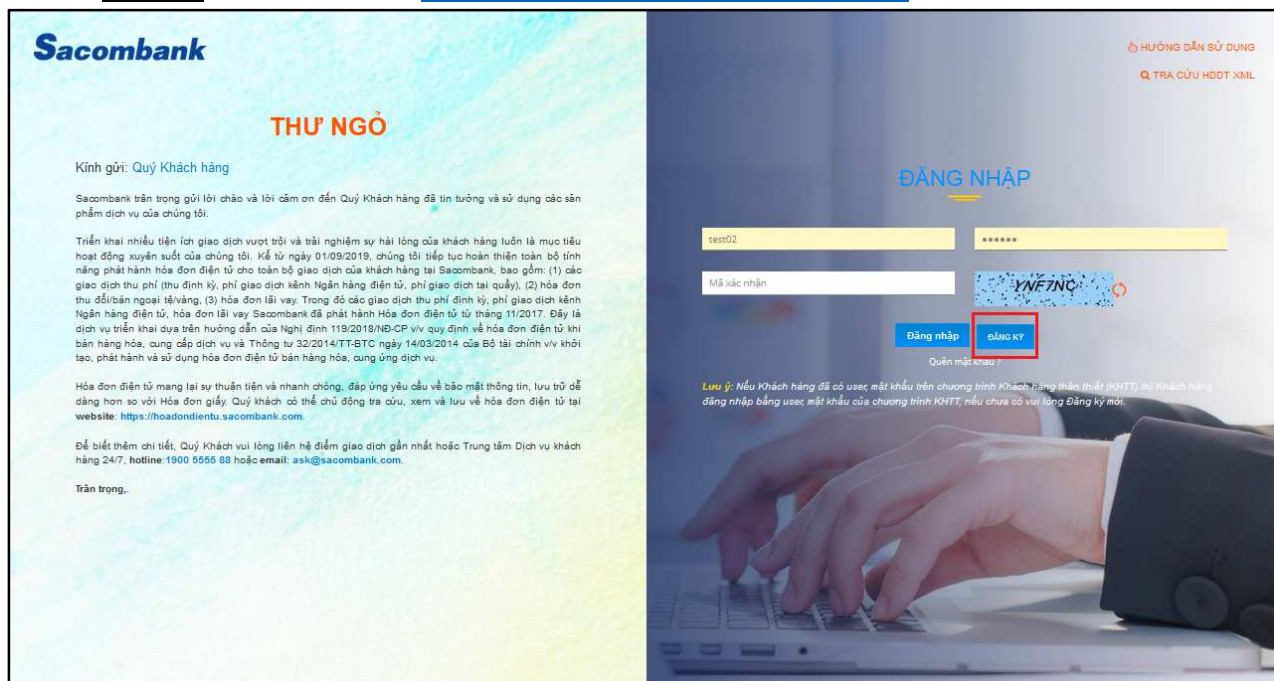 Sacombank
HƯỚNG DẪN SỬ DỤNG
TRA CỨU HDDT XML
THƯ NGỎ
Kính gửi: Quý Khách hàng
Sacombank trân trọng gửi lời chào và lời cảm ơn đến Quý Khách hàng đã tin tưởng và sử dụng các sản
phẩm dịch vụ của chúng tôi.
Triển khai nhiều tiện ích giao dịch vượt trội và trải nghiệm sự hài lòng của khách hàng luôn là mục tiêu
hoạt động xuyên suốt của chúng tôi. Kể từ ngày 01/09/2019, chúng tôi tiếp tục hoàn thiện toàn bộ tính
năng phát hành hóa đơn điện tử cho toàn bộ giao dịch của khách hàng tại Sacombank, bao gồm: (1) các
giao dịch thu phí (thu định kỳ, phí giao dịch kênh Ngân hàng điện tử, phí giao dịch tại quầy), (2) hóa đơn
thu đổi/bán ngoại tệ/vàng, (3) hóa đơn lãi vay. Trong đó các giao dịch thu phí định kỳ, phí giao dịch kênh
Ngân hàng điện tử, hóa đơn lãi vay Sacombank đã phát hành Hóa đơn điện tử từ tháng 11/2017. Đây là
dịch vụ triển khai dựa trên hướng dẫn của Nghị định 119/2018/NĐ-CP v/v quy định về hóa đơn điện tử khi
bán hàng hóa, cung cấp dịch vụ và Thông tư 32/2014/TT-BTC ngày 14/03/2014 của Bộ tài chính v/v khởi
tạo, phát hành và sử dụng hóa đơn điện tử bán hàng hóa, cung ứng dịch vụ.
Hóa đơn điện tử mang lại sự thuận tiện và nhanh chóng, đáp ứng yêu cầu về bảo mật thông tin, lưu trữ dễ
dàng hơn so với Hóa đơn giấy. Quý khách có thể chủ động tra cứu, xem và lưu về hóa đơn điện tử tại
website: https://hoadondientu.sacombank.com.
Để biết thêm chi tiết, Quý Khách vui lòng liên hệ điểm giao dịch gần nhất hoặc Trung tâm Dịch vụ khách
hàng 24/7, hotline:1900 5555 88 hoặc email: ask@sacombank.com.
Trân trọng,.
ĐĂNG NHẬP
test02
••••••
Mã xác nhận
YNF7NC
Đăng nhập
ĐĂNG KÝ
Quên mật khẩu ?
Lưu ý: Nếu Khách hàng đã có user, mật khẩu trên chương trình Khách hàng thân thiết (KHTT) thì Khách hàng
đăng nhập bằng user, mật khẩu của chương trình KHTT, nếu chưa có vui lòng Đăng ký mới.